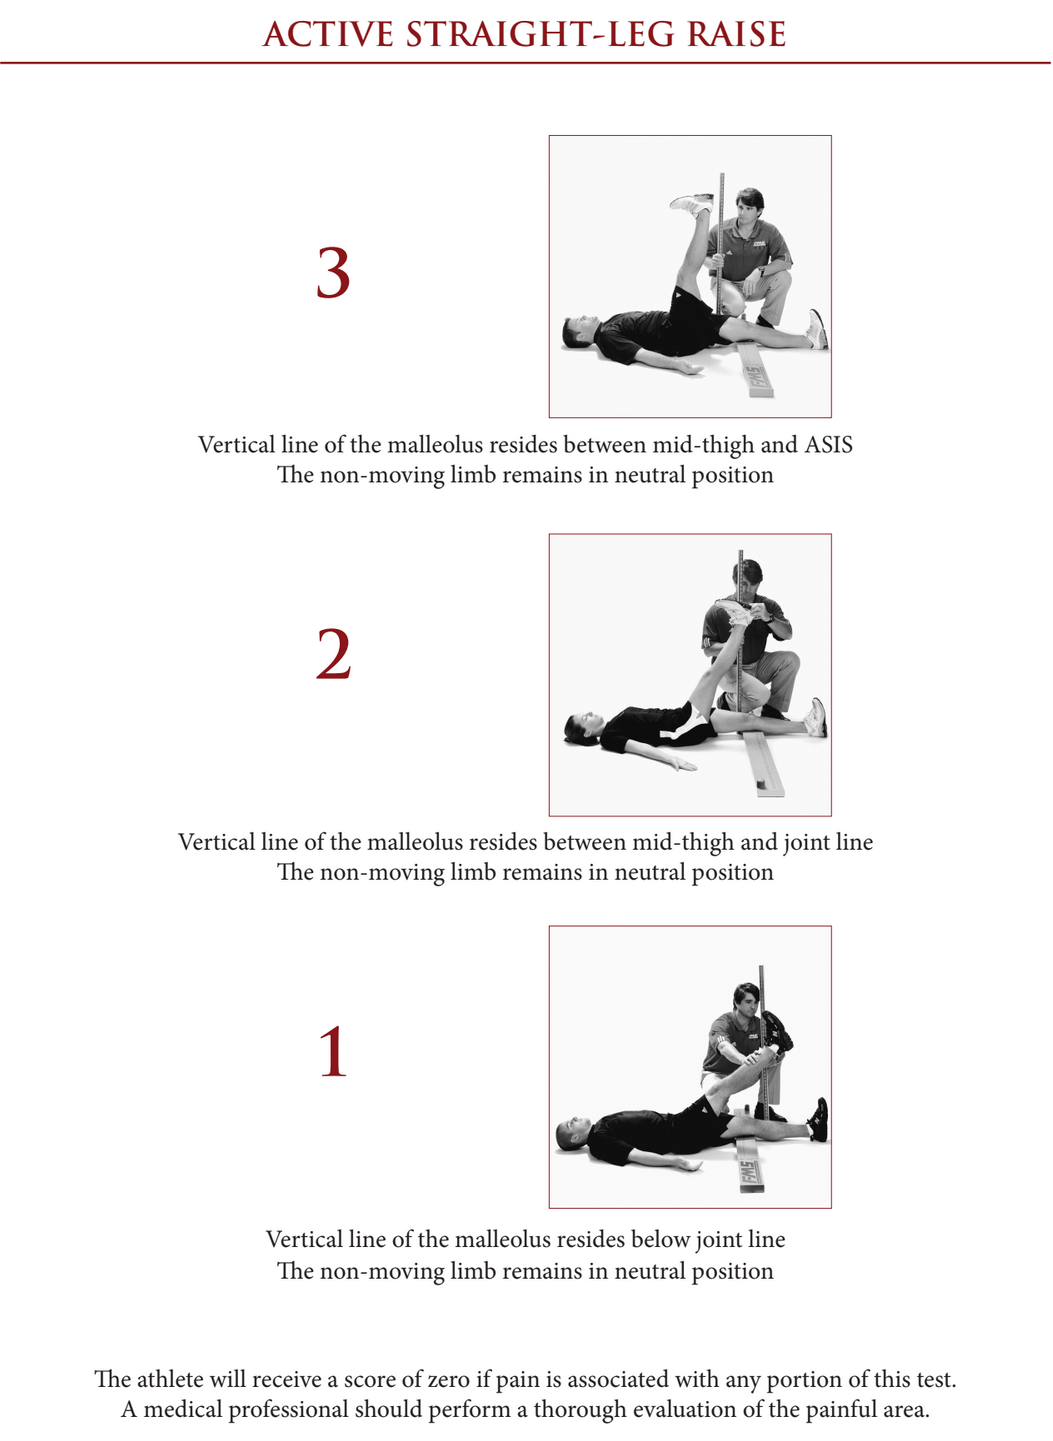 ACTIVE STRAIGHT-LEG RAISE
3
FMS
Vertical line of the malleolus resides between mid-thigh and ASIS
The non-moving limb remains in neutral position
2
Vertical line of the malleolus resides between mid-thigh and joint line
The non-moving limb remains in neutral position
1
FMS
Vertical line of the malleolus resides below joint line
The non-moving limb remains in neutral position
The athlete will receive a score of zero if pain is associated with any portion of this test.
A medical professional should perform a thorough evaluation of the painful area.